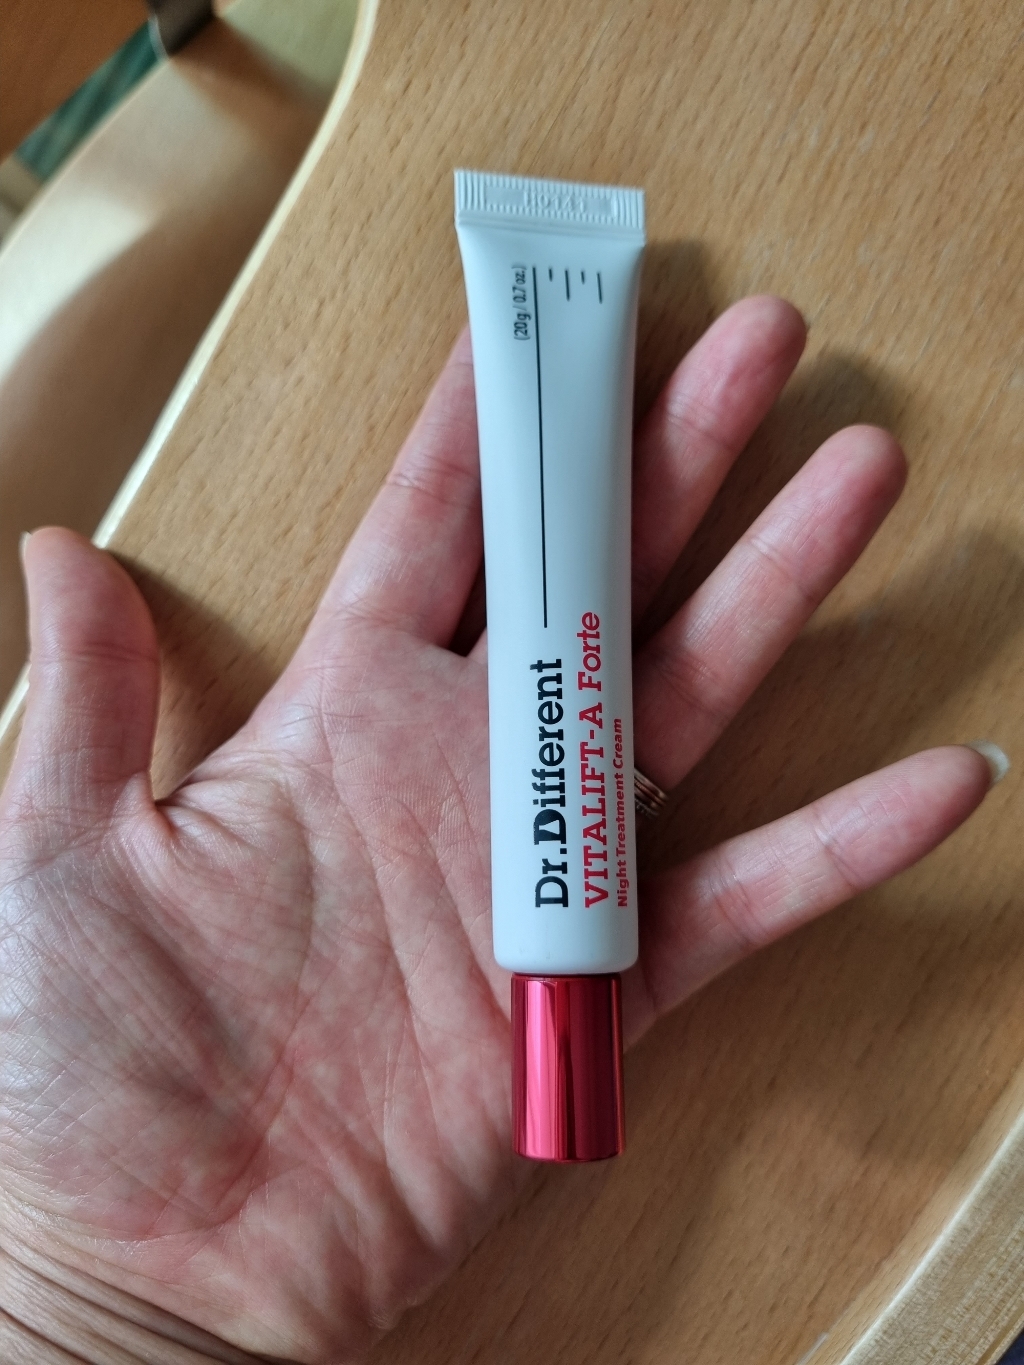 Dr.Different
VITALIFT-A Forte
Night Treatment Cream
(20g / 0.7 oz.)